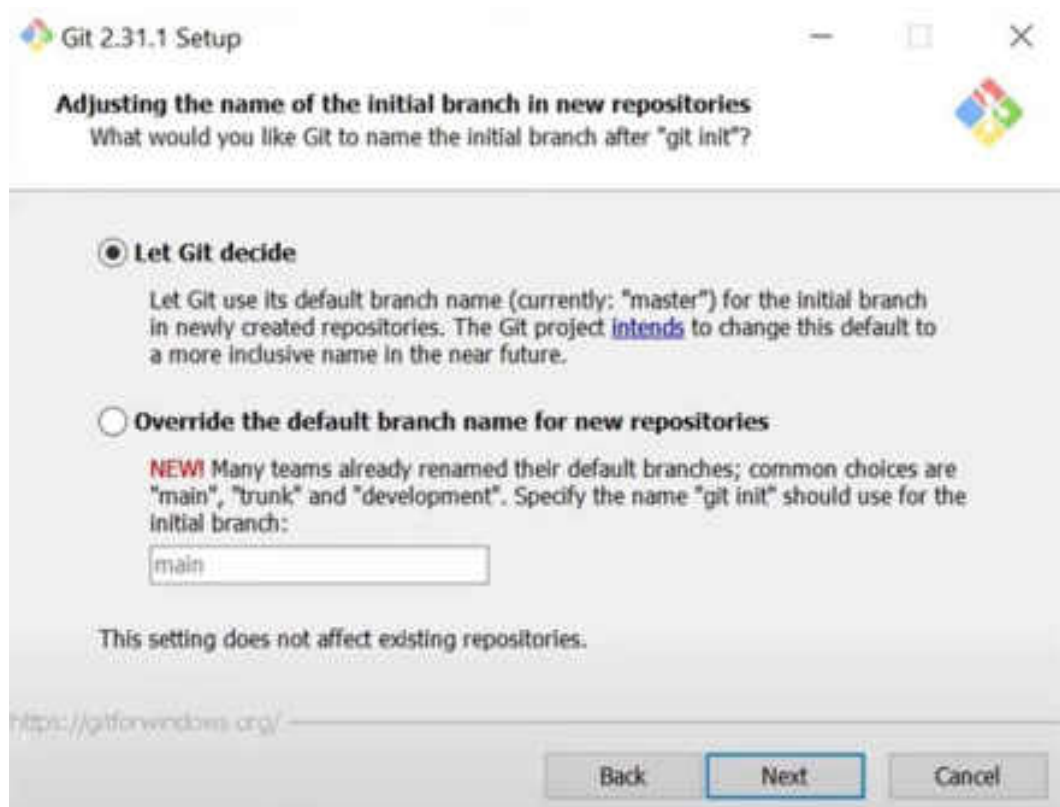 Git 2.31.1 Setup
Adjusting the name of the initial branch in new repositories
What would you like Git to name the initial branch after "git init"?
Let Git decide
Let Git use its default branch name (currently: "master") for the initial branch
in newly created repositories. The Git project intends to change this default to
a more inclusive name in the near future.
Override the default branch name for new repositories
NEW! Many teams already renamed their default branches; common choices are
"main", "trunk" and "development". Specify the name "git init" should use for the
initial branch:
main
This setting does not affect existing repositories.
https://gitforwindows.org/
Back Next Cancel